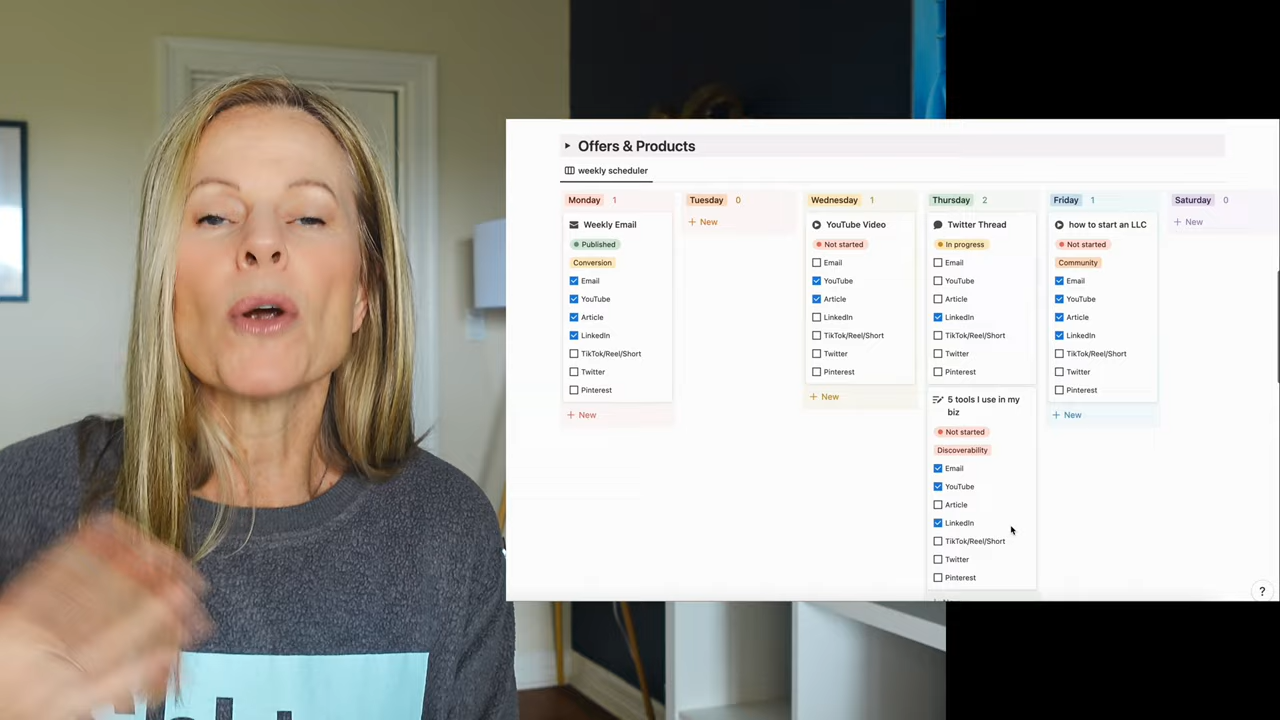 Offers & Products
weekly scheduler
Monday 1
Tuesday 0
Wednesday 1
Thursday 2
Friday 1
Saturday 0
Weekly Email
Published
Conversion
Email
YouTube
Article
LinkedIn
TikTok/Reel/Short
Twitter
Pinterest
+ New
+ New
YouTube Video
Not started
Email
YouTube
Article
LinkedIn
TikTok/Reel/Short
Twitter
Pinterest
+ New
Twitter Thread
In progress
Email
YouTube
Article
LinkedIn
TikTok/Reel/Short
Twitter
Pinterest
5 tools I use in my
biz
Not started
Discoverability
Email
YouTube
Article
LinkedIn
TikTok/Reel/Short
Twitter
Pinterest
how to start an LLC
Not started
Community
Email
YouTube
Article
LinkedIn
TikTok/Reel/Short
Twitter
Pinterest
+ New
+ New
?